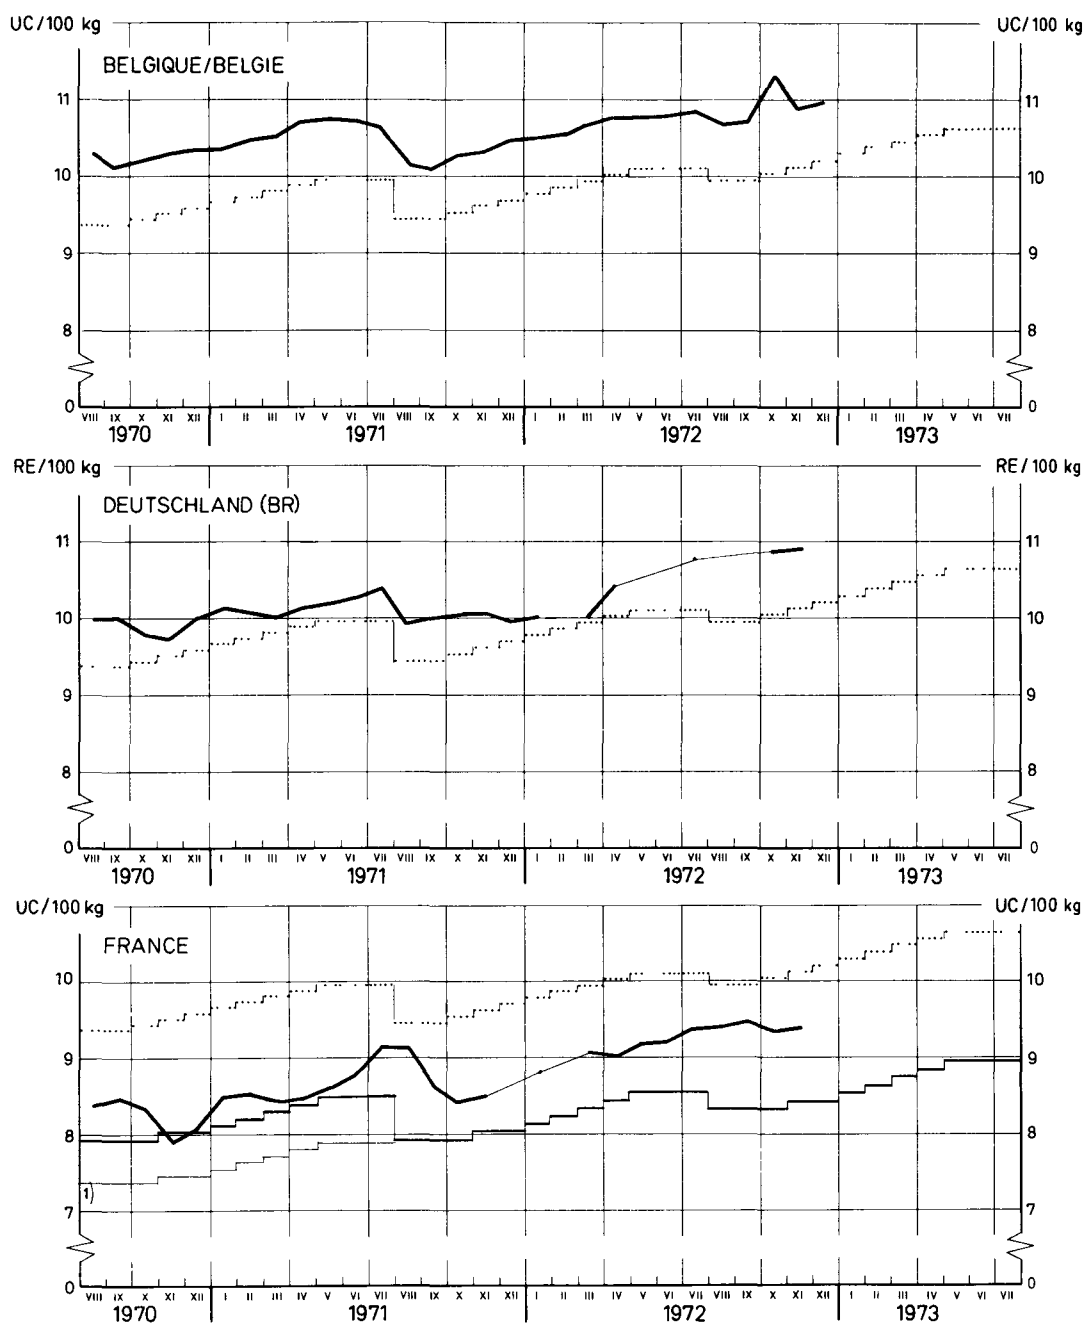 UC/100 kg UC/100 kg
BELGIQUE/BELGIE
11 11
10 10
9 9
8 8
0 0
VIII IX X XI XII I II III IV V VI VII VIII IX X XI XII I II III IV V VI VII VIII IX X XI XII I II III IV V VI VII
1970 1971 1972 1973
RE/100 kg RE/100 kg
DEUTSCHLAND (BR)
11 11
10 10
9 9
8 8
0 0
VIII IX X XI XII I II III IV V VI VII VIII IX X XI XII I II III IV V VI VII VIII IX X XI XII I II III IV V VI VII
1970 1971 1972 1973
UC/100 kg UC/100 kg
FRANCE
10 10
9 9
8 8
1)
7 7
0 0
VIII IX X XI XII I II III IV V VI VII VIII IX X XI XII I II III IV V VI VII VIII IX X XI XII I II III IV V VI VII
1970 1971 1972 1973